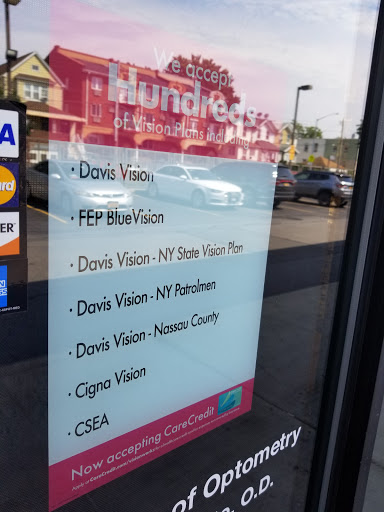 We accept
Hundreds
of Vision Plans including
· Davis Vision
· FEP BlueVision
· Davis Vision - NY State Vision Plan
· Davis Vision - NY Patrolmen
· Davis Vision - Nassau County
· Cigna Vision
· CSEA
Now accepting CareCredit
of Optometry
O.D.